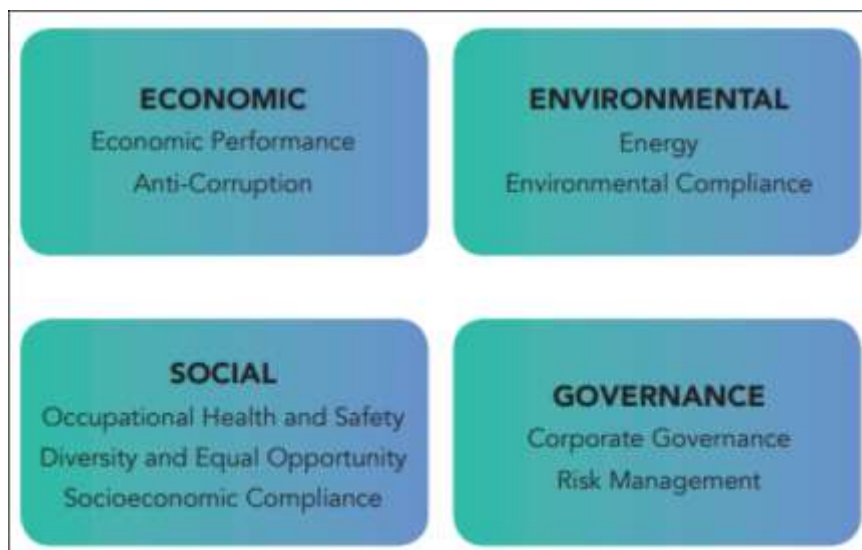 ECONOMIC
Economic Performance
Anti-Corruption
ENVIRONMENTAL
Energy
Environmental Compliance
SOCIAL
Occupational Health and Safety
Diversity and Equal Opportunity
Socioeconomic Compliance
GOVERNANCE
Corporate Governance
Risk Management